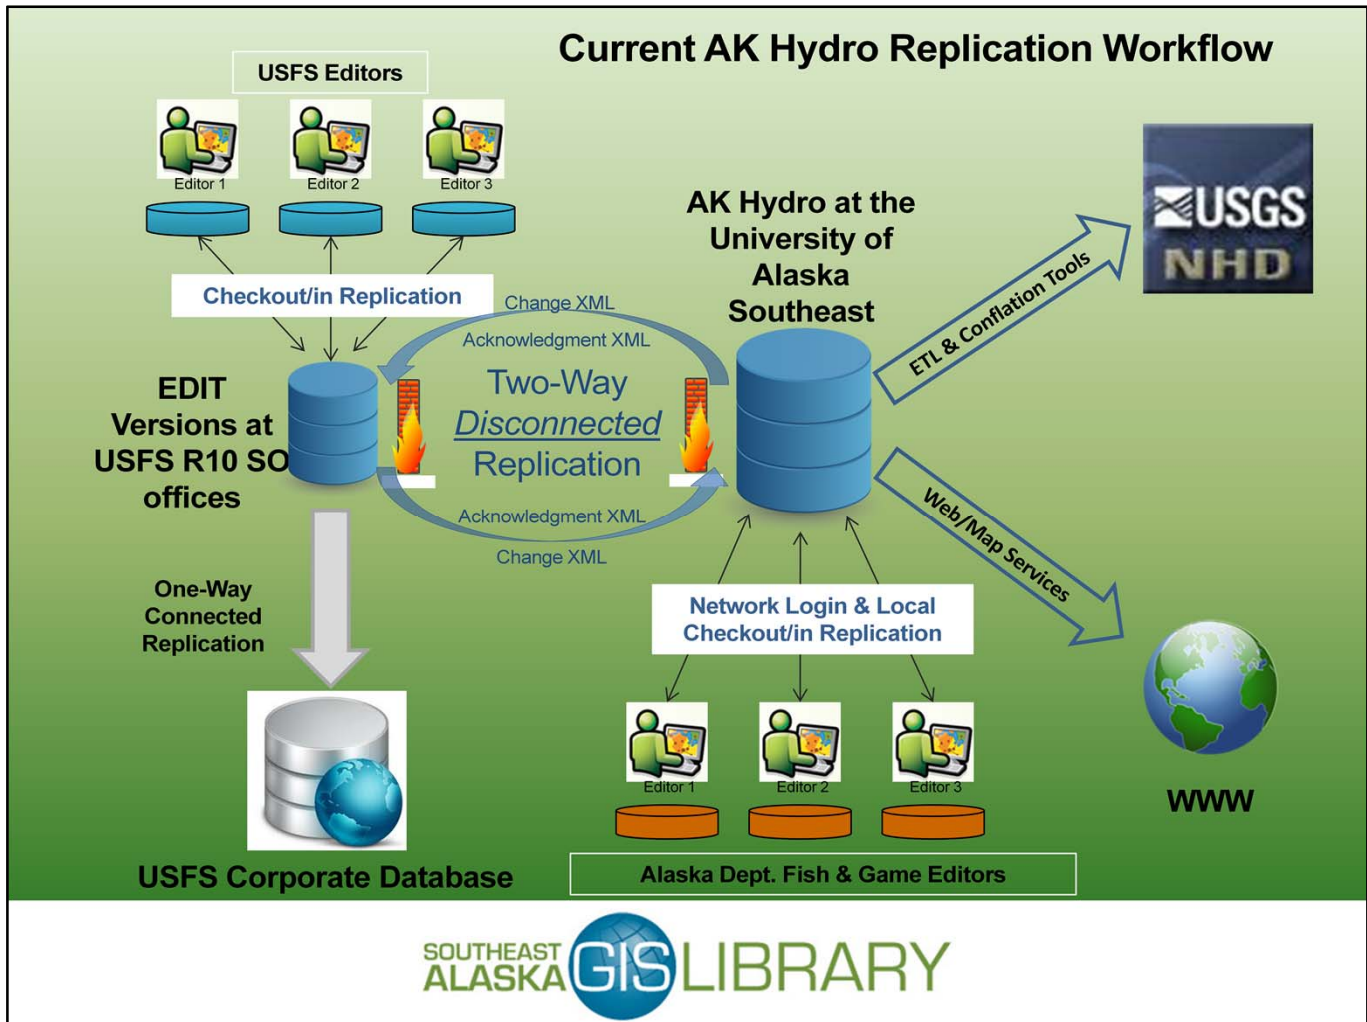 Current AK Hydro Replication Workflow
USFS Editors
Editor 1
Editor 2
Editor 3
Checkout/in Replication
EDIT
Versions at
USFS R10 SO
offices
Change XML
Acknowledgment XML
Two-Way
Disconnected
Replication
Acknowledgment XML
Change XML
AK Hydro at the
University of
Alaska
Southeast
ETL & Conflation Tools
USGS
NHD
Web/Map Services
WWW
One-Way
Connected
Replication
USFS Corporate Database
Network Login & Local
Checkout/in Replication
Editor 1
Editor 2
Editor 3
Alaska Dept. Fish & Game Editors
SOUTHEAST
ALASKA
GIS LIBRARY